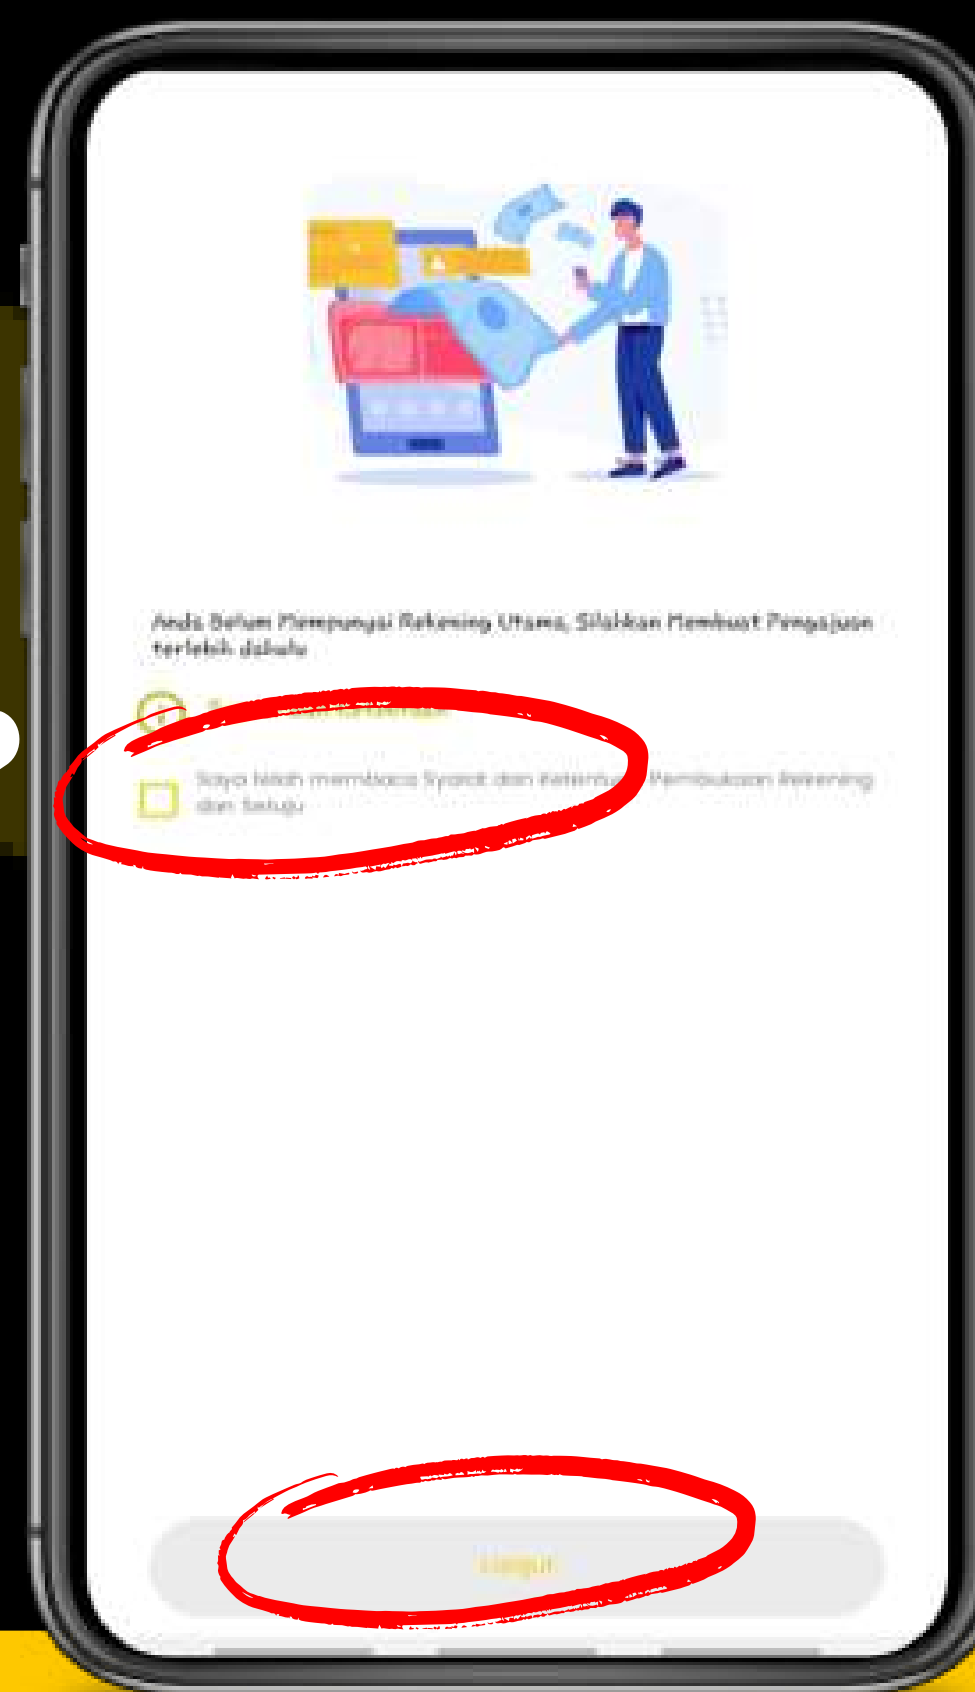 Anda Belum Mempunyai Rekening Utama, Silahkan Membuat Pengajuan
terlebih dahulu
Saya telah membaca Syarat dan Pembukaan Rekening
dan Setuju
Lanjut